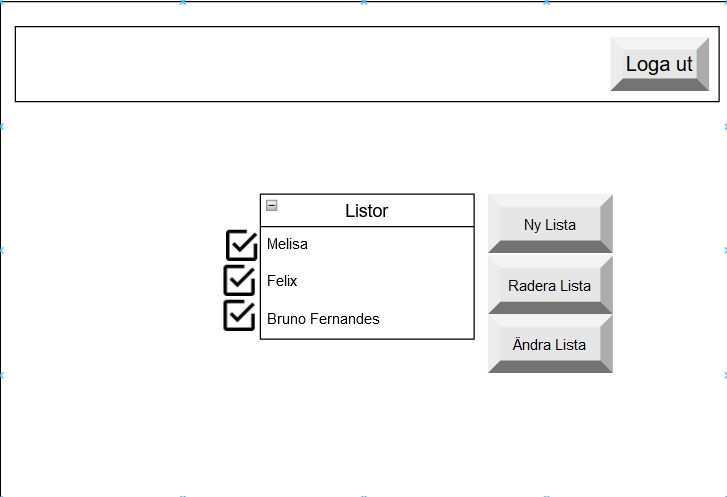 Loga ut
Listor
Melisa
Felix
Bruno Fernandes
Ny Lista
Radera Lista
Ändra Lista